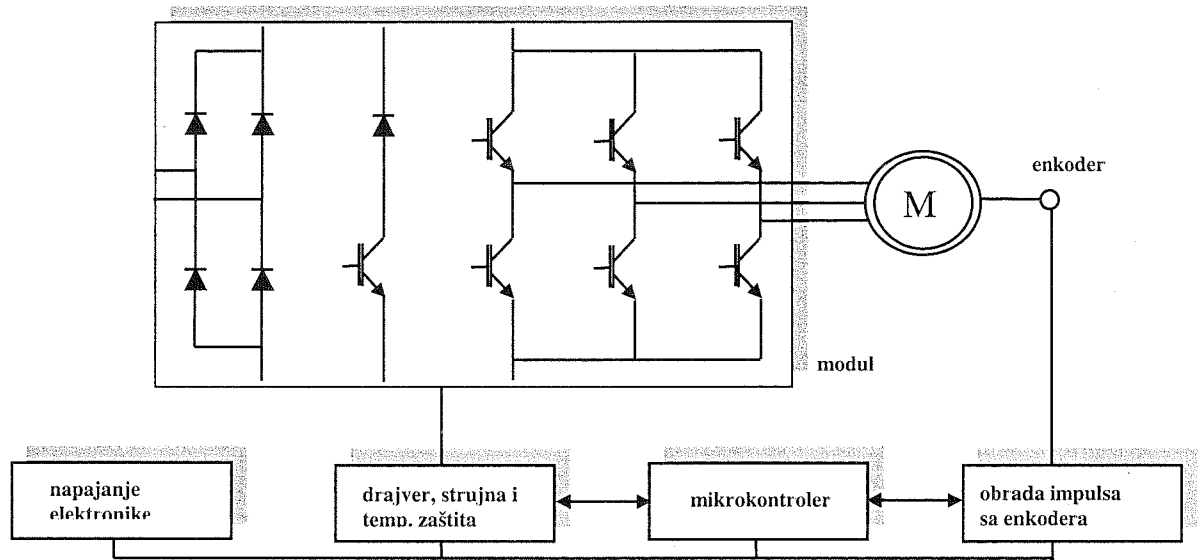 enkoder
M
modul
napajanje
elektronike
drajver, strujna i
temp. zaštita
mikrokontroler
obrada impulsa
sa enkodera